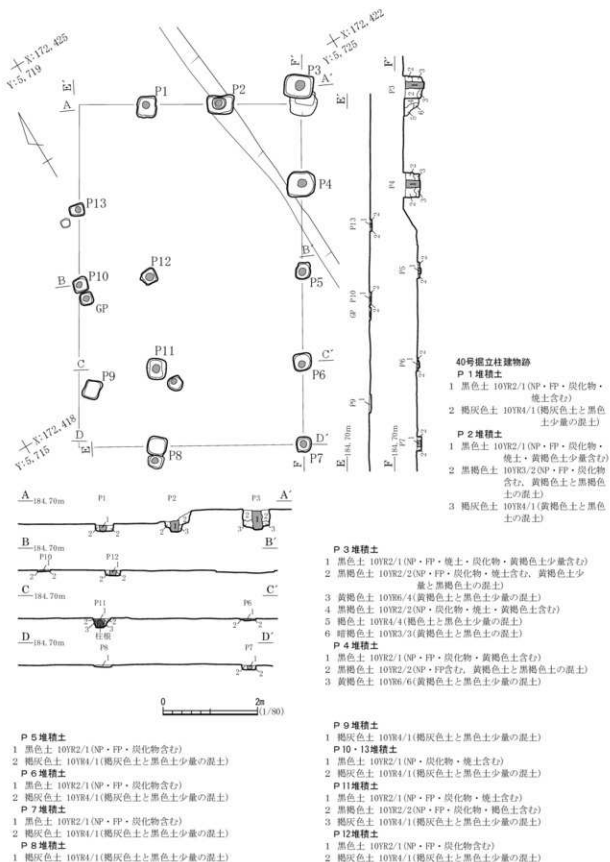 X:172,425
Y:5,719
X:172,422
Y:5,725
E'
F'
P1
P2
P3
A
A'
P4
P13
B'
P12
B
P10
P5
GP
C
C'
P11
P6
P9
X:172,418
Y:5,715
D
D'
E
P8
F
P7
E'
F'
P3
P4
P13
P5
P10
GP
P6
P9
P7
E 184.70m
F 184.70m
A 184.70m
P1
P2
P3
A'
B 184.70m
P10
P12
B'
C 184.70m
P11
P6
C'
柱根
D 184.70m
P8
P7
D'
0 2m
(1/80)
40号掘立柱建物跡
P1堆積土
1 黒色土 10YR2/1(NP・FP・炭化物・
焼土含む)
2 褐灰色土 10YR4/1(褐灰色土と黒色
土少量の混土)
P2堆積土
1 黒色土 10YR2/1(NP・FP・炭化物・
焼土・黄褐色土少量含む)
2 黒褐色土 10YR3/2(NP・FP・炭化物
含む、黄褐色土と黒褐色
土の混土)
3 褐灰色土 10YR4/1(黄褐色土と黒色
土の混土)
P3堆積土
1 黒色土 10YR2/1(NP・FP・焼土・炭化物・黄褐色土少量含む)
2 黒褐色土 10YR2/2(NP・FP・炭化物・焼土含む、黄褐色土少
量と黒褐色土の混土)
3 黄褐色土 10YR6/4(黄褐色土と黒色土少量の混土)
4 黒褐色土 10YR2/2(NP・炭化物・焼土・黄褐色土含む)
5 褐色土 10YR4/4(褐色土と黒色土少量の混土)
6 暗褐色土 10YR3/3(黄褐色土と黒色土の混土)
P4堆積土
1 黒色土 10YR2/1(NP・FP・炭化物・黄褐色土含む)
2 黒褐色土 10YR2/2(NP・FP含む、黄褐色土と黒褐色土の混土)
3 黄褐色土 10YR6/6(黄褐色土と黒色土少量の混土)
P5堆積土
1 黒色土 10YR2/1(NP・FP・炭化物含む)
2 褐灰色土 10YR4/1(褐灰色土と黒色土少量の混土)
P6堆積土
1 黒色土 10YR2/1(NP・FP・炭化物含む)
2 褐灰色土 10YR4/1(褐灰色土と黒色土少量の混土)
P7堆積土
1 黒色土 10YR2/1(NP・FP・炭化物含む)
2 褐灰色土 10YR4/1(褐灰色土と黒色土少量の混土)
P8堆積土
1 褐灰色土 10YR4/1(褐灰色土と黒色土少量の混土)
P9堆積土
1 褐灰色土 10YR4/1(褐灰色土と黒色土少量の混土)
P10・13堆積土
1 黒色土 10YR2/1(NP・炭化物・焼土含む)
2 褐灰色土 10YR4/1(褐灰色土と黒色土少量の混土)
P11堆積土
1 黒色土 10YR2/1(NP・FP・炭化物・焼土含む)
2 黒褐色土 10YR2/2(NP・FP・炭化物・褐色土含む)
3 褐灰色土 10YR4/1(褐灰色土と黒色土少量の混土)
P12堆積土
1 黒色土 10YR2/1(NP・FP・炭化物含む)
2 褐灰色土 10YR4/1(褐灰色土と黒色土少量の混土)